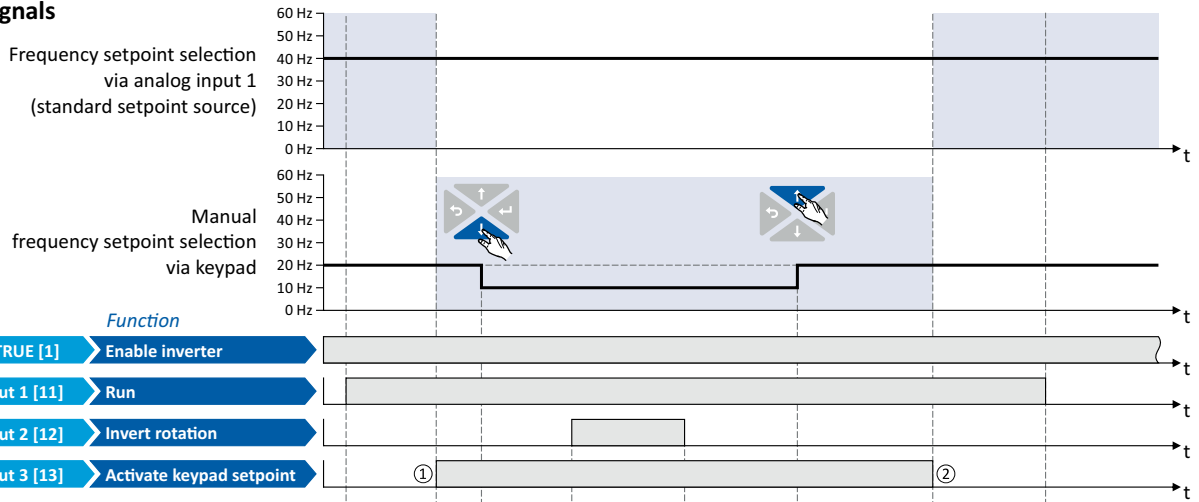 gnals
60 Hz
50 Hz
40 Hz
30 Hz
20 Hz
10 Hz
0 Hz
Frequency setpoint selection
via analog input 1
(standard setpoint source)
t
60 Hz
50 Hz
40 Hz
30 Hz
20 Hz
10 Hz
0 Hz
Manual
frequency setpoint selection
via keypad
t
Function
TRUE [1] Enable inverter
t
ut 1 [11] Run
t
ut 2 [12] Invert rotation
t
ut 3 [13] Activate keypad setpoint ① ②
t